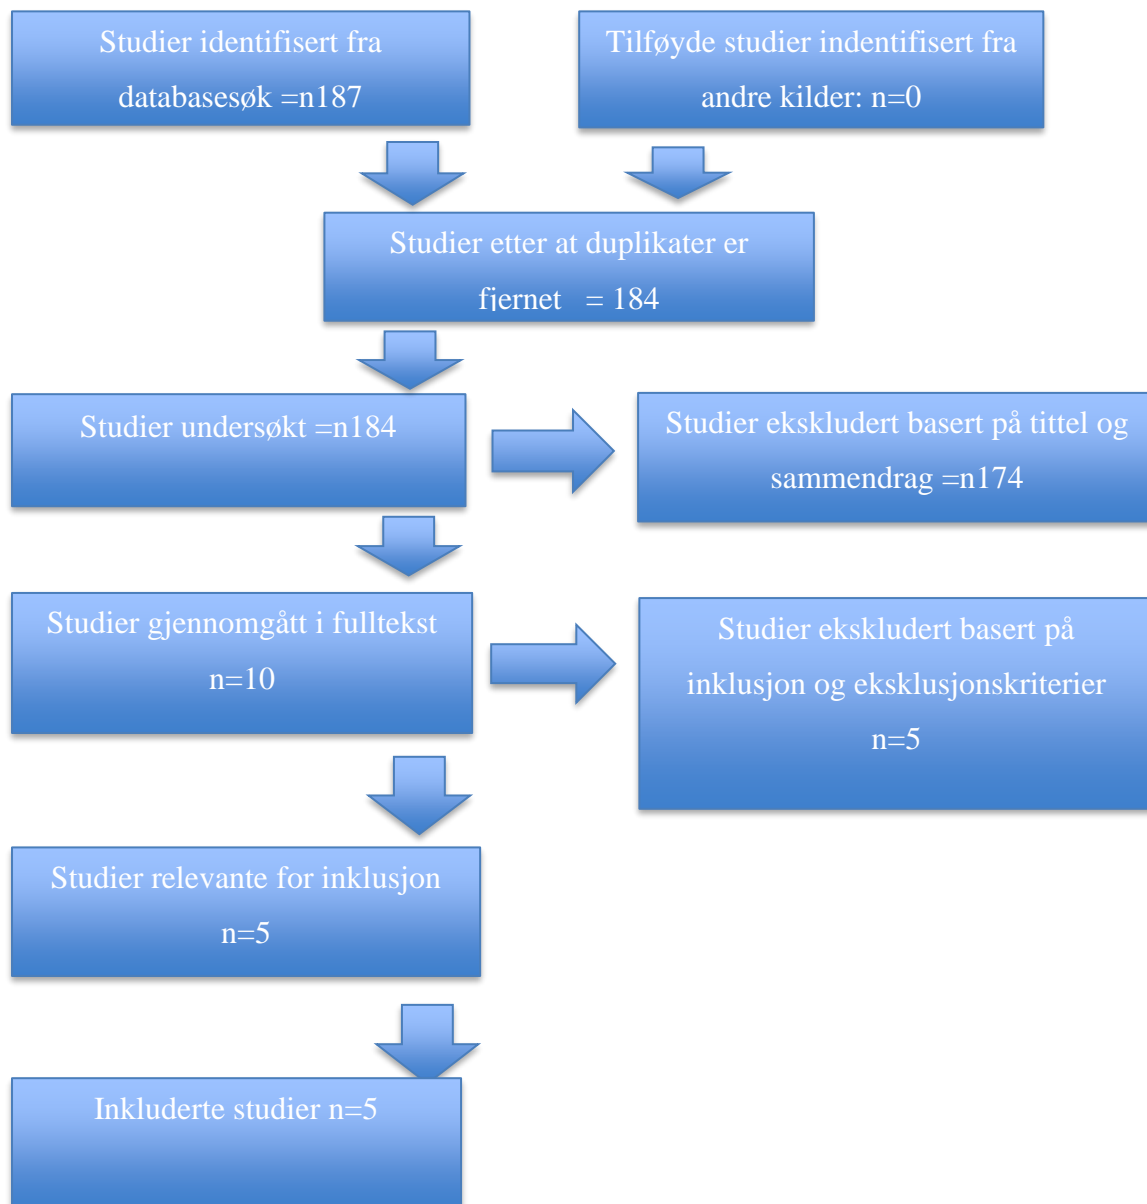 Studier identifisert fra
databasesøk =n187
Tilføyde studier indentifisert fra
andre kilder: n=0
Studier etter at duplikater er
fjernet = 184
Studier undersøkt =n184
Studier ekskludert basert på tittel og
sammendrag =n174
Studier gjennomgått i fulltekst
n=10
Studier ekskludert basert på
inklusjon og eksklusjonskriterier
n=5
Studier relevante for inklusjon
n=5
Inkluderte studier n=5